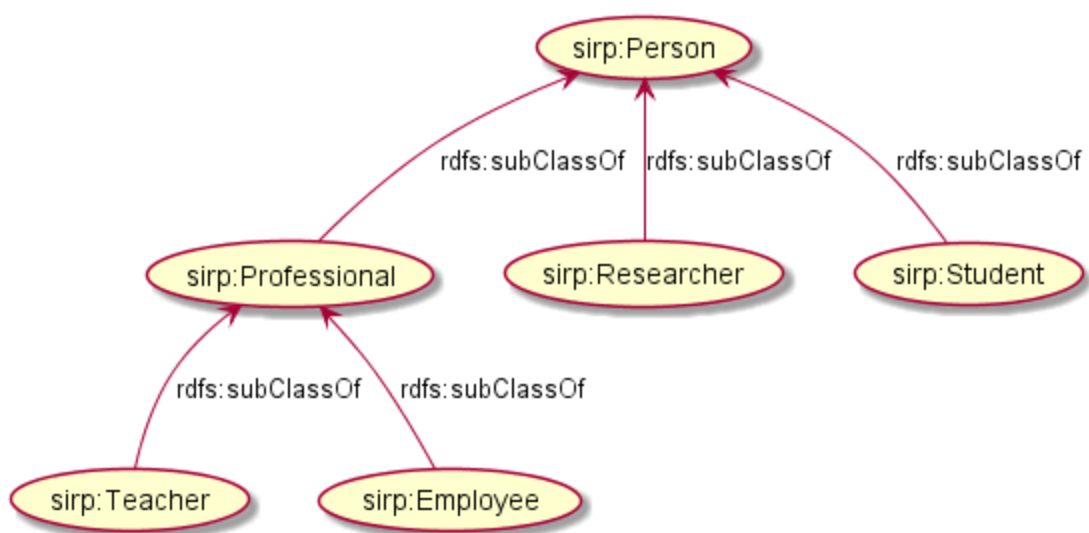 sirp:Person
rdfs:subClassOf
rdfs:subClassOf
rdfs:subClassOf
sirp:Professional
sirp:Researcher
sirp:Student
rdfs:subClassOf
rdfs:subClassOf
sirp:Teacher
sirp:Employee